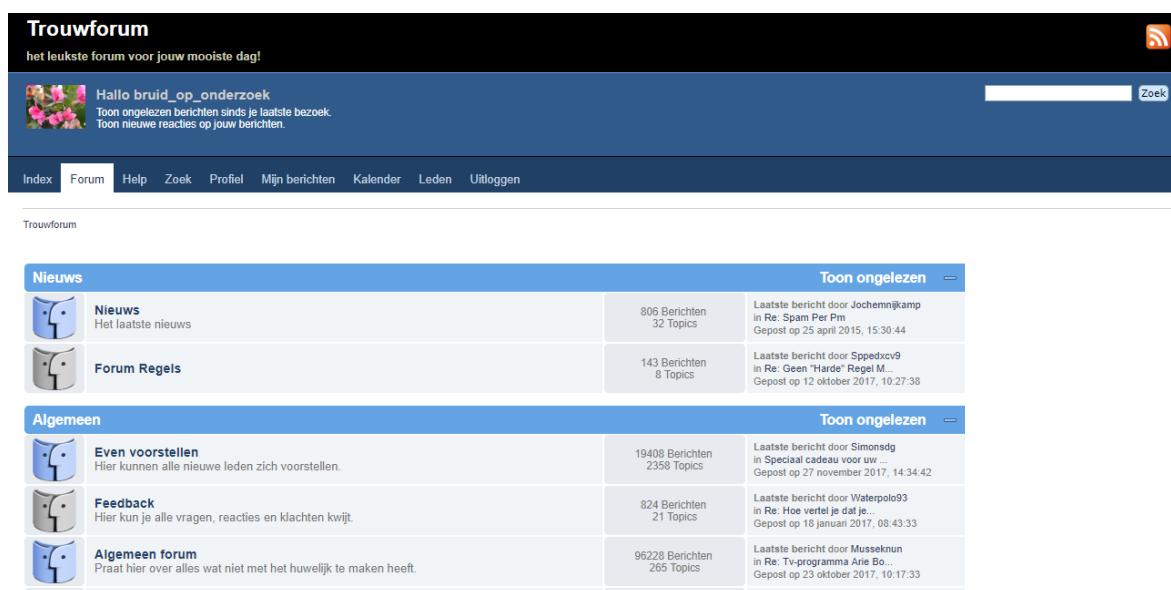 Trouwforum
het leukste forum voor jouw mooiste dag!
Hallo bruid_op_onderzoek
Toon ongelezen berichten sinds je laatste bezoek.
Toon nieuwe reacties op jouw berichten.
Zoek
Index Forum Help Zoek Profiel Mijn berichten Kalender Leden Uitloggen
Trouwforum
Nieuws Toon ongelezen
Nieuws
Het laatste nieuws
806 Berichten
32 Topics
Laatste bericht door Jochemnijkamp
in Re: Spam Per Pm
Gepost op 25 april 2015, 15:30:44
Forum Regels
143 Berichten
8 Topics
Laatste bericht door Sppedxcv9
in Re: Geen "Harde" Regel M...
Gepost op 12 oktober 2017, 10:27:38
Algemeen Toon ongelezen
Even voorstellen
Hier kunnen alle nieuwe leden zich voorstellen.
19408 Berichten
2358 Topics
Laatste bericht door Simonsdg
in Speciaal cadeau voor uw ...
Gepost op 27 november 2017, 14:34:42
Feedback
Hier kun je alle vragen, reacties en klachten kwijt.
824 Berichten
21 Topics
Laatste bericht door Waterpolo93
in Re: Hoe vertel je dat je...
Gepost op 18 januari 2017, 08:43:33
Algemeen forum
Praat hier over alles wat niet met het huwelijk te maken heeft.
96228 Berichten
265 Topics
Laatste bericht door Musseknun
in Re: Tv-programma Arie Bo...
Gepost op 23 oktober 2017, 10:17:33